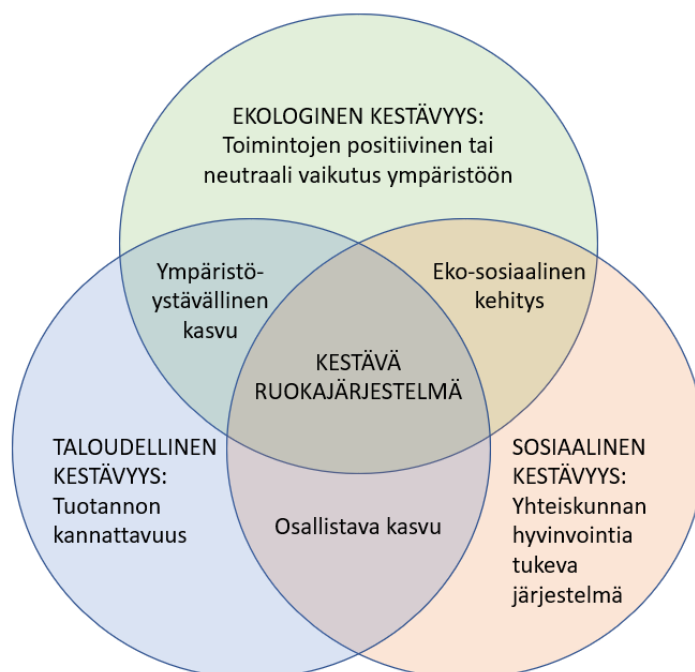 EKOLOGINEN KESTÄVYYS:
Toimintojen positiivinen tai
neutraali vaikutus ympäristöön
Ympäristö-
ystävällinen
kasvu
Eko-sosiaalinen
kehitys
KESTÄVÄ
RUOKAJÄRJESTELMÄ
TALOUDELLINEN
KESTÄVYYS:
Tuotannon
kannattavuus
SOSIAALINEN
KESTÄVYYS:
Yhteiskunnan
hyvinvointia
tukeva
järjestelmä
Osallistava kasvu